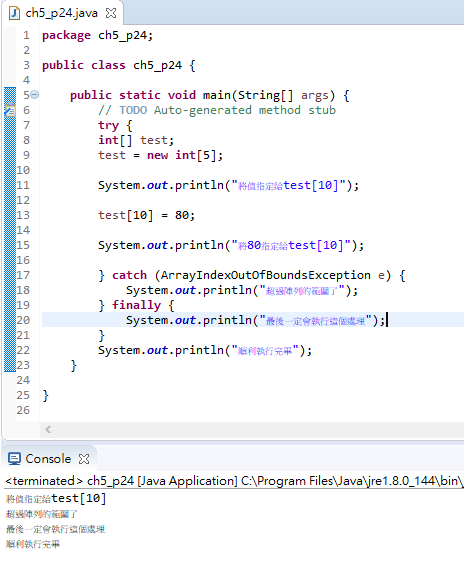 ch5_p24.java
1 package ch5_p24;
2
3 public class ch5_p24 {
4
5 public static void main(String[] args) {
6 // TODO Auto-generated method stub
7 try {
8 int[] test;
9 test = new int[5];
10
11 System.out.println("將值指定給test[10]");
12
13 test[10] = 80;
14
15 System.out.println("將80指定給test[10]");
16
17 } catch (ArrayIndexOutOfBoundsException e) {
18 System.out.println("超過陣列的範圍了");
19 } finally {
20 System.out.println("最後一定會執行這個處理");
21 }
22 System.out.println("順利執行完畢");
23 }
24
25 }
26
Console
<terminated> ch5_p24 [Java Application] C:\Program Files\Java\jre1.8.0_144\bin\
將值指定給test[10]
超過陣列的範圍了
最後一定會執行這個處理
順利執行完畢